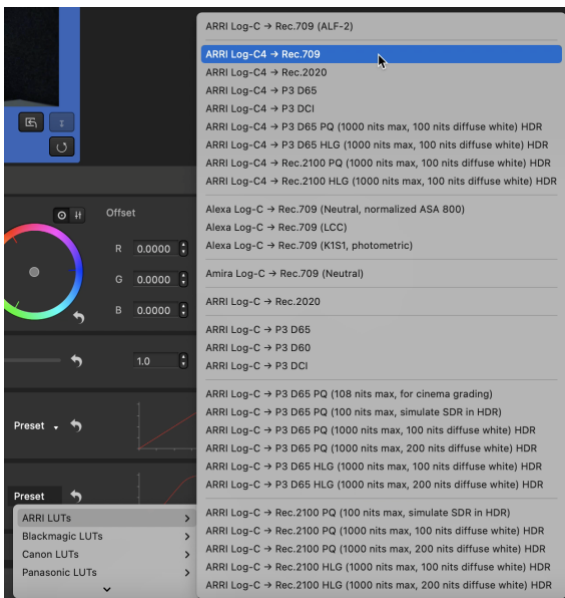 ARRI Log-C → Rec.709 (ALF-2)
ARRI Log-C4 → Rec.709
ARRI Log-C4 → Rec.2020
ARRI Log-C4 → P3 D65
ARRI Log-C4 → P3 DCI
ARRI Log-C4 → P3 D65 PQ (1000 nits max, 100 nits diffuse white) HDR
ARRI Log-C4 → P3 D65 HLG (1000 nits max, 100 nits diffuse white) HDR
ARRI Log-C4 → Rec.2100 PQ (1000 nits max, 100 nits diffuse white) HDR
ARRI Log-C4 → Rec.2100 HLG (1000 nits max, 100 nits diffuse white) HDR
Alexa Log-C → Rec.709 (Neutral, normalized ASA 800)
Alexa Log-C → Rec.709 (LCC)
Alexa Log-C → Rec.709 (K1S1, photometric)
Amira Log-C → Rec.709 (Neutral)
ARRI Log-C → Rec.2020
ARRI Log-C → P3 D65
ARRI Log-C → P3 D60
ARRI Log-C → P3 DCI
ARRI Log-C → P3 D65 PQ (108 nits max, for cinema grading)
ARRI Log-C → P3 D65 PQ (100 nits max, simulate SDR in HDR)
ARRI Log-C → P3 D65 PQ (1000 nits max, 100 nits diffuse white) HDR
ARRI Log-C → P3 D65 PQ (1000 nits max, 200 nits diffuse white) HDR
ARRI Log-C → P3 D65 HLG (1000 nits max, 100 nits diffuse white) HDR
ARRI Log-C → P3 D65 HLG (1000 nits max, 200 nits diffuse white) HDR
ARRI Log-C → Rec.2100 PQ (100 nits max, simulate SDR in HDR)
ARRI Log-C → Rec.2100 PQ (1000 nits max, 100 nits diffuse white) HDR
ARRI Log-C → Rec.2100 PQ (1000 nits max, 200 nits diffuse white) HDR
ARRI Log-C → Rec.2100 HLG (1000 nits max, 100 nits diffuse white) HDR
ARRI Log-C → Rec.2100 HLG (1000 nits max, 200 nits diffuse white) HDR
Offset
R 0.0000
G 0.0000
B 0.0000
1.0
Preset
Preset
ARRI LUTs
Blackmagic LUTs
Canon LUTs
Panasonic LUTs